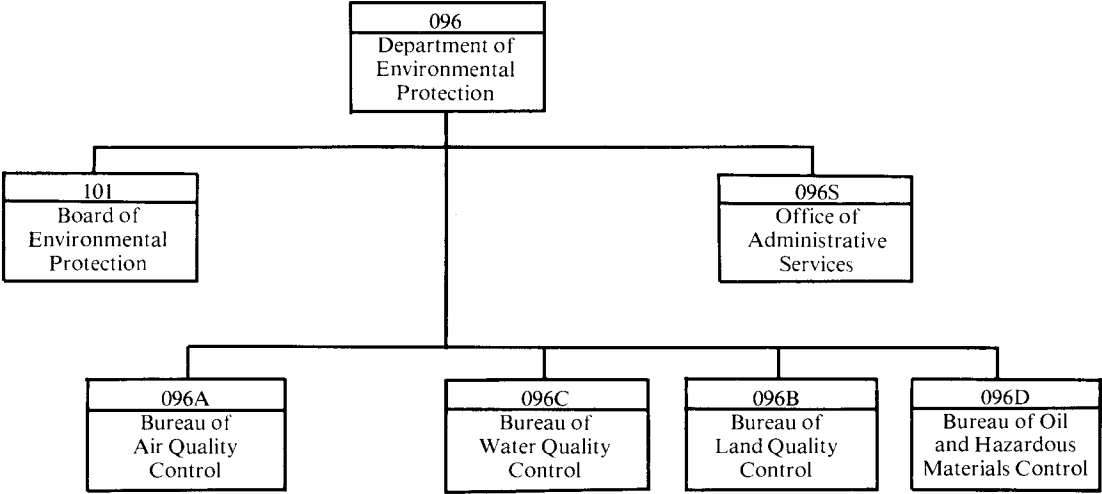 096
Department of
Environmental
Protection
101
Board of
Environmental
Protection
096S
Office of
Administrative
Services
096A
Bureau of
Air Quality
Control
096C
Bureau of
Water Quality
Control
096B
Bureau of
Land Quality
Control
096D
Bureau of Oil
and Hazardous
Materials Control